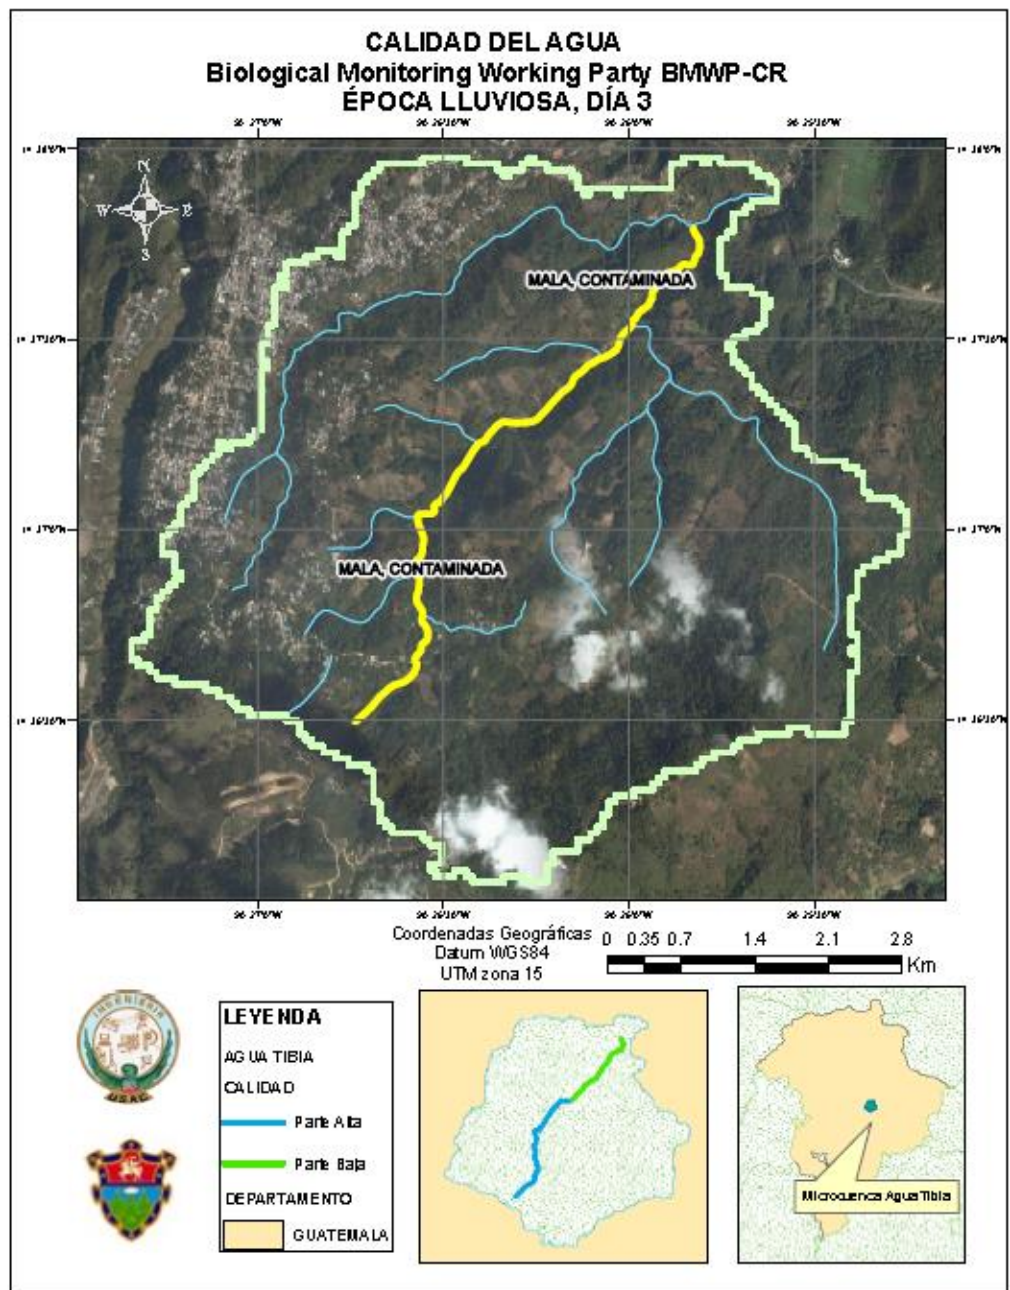 CALIDAD DEL AGUA
Biological Monitoring Working Party BMWP-CR
ÉPOCA LLUVIOSA, DÍA 3
N
W E
S
MALA, CONTAMINADA
MALA, CONTAMINADA
Coordenadas Geográficas
Datum WGS84
UTM zona 15
0 0.35 0.7 1.4 2.1 2.8
Km
INGENIERIA
USAC
LEYENDA
AGUA TIBIA
CALIDAD
Parte Alta
Parte Baja
DEPARTAMENTO
GUATEMALA
Microcuenca Agua Tibia